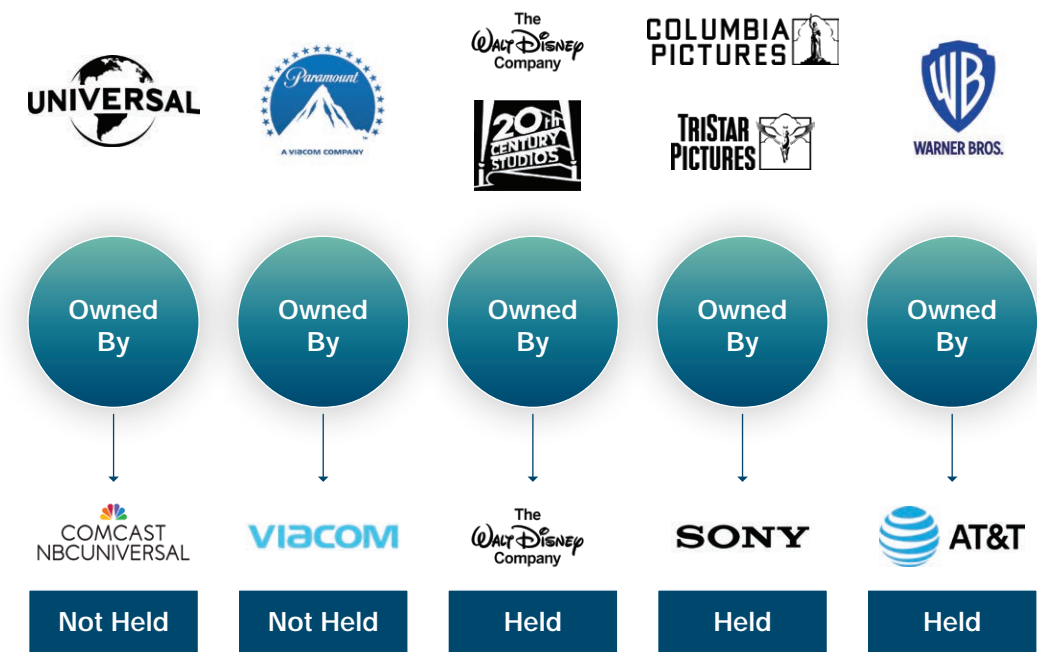 UNIVERSAL
Paramount
A VIACOM COMPANY
The
WALT DISNEY
Company
20TH
CENTURY
STUDIOS
COLUMBIA
PICTURES
TRISTAR
PICTURES
WB
WARNER BROS.
Owned
By
Owned
By
Owned
By
Owned
By
Owned
By
COMCAST
NBCUNIVERSAL
VIACOM
The
WALT DISNEY
Company
SONY
AT&T
Not Held
Not Held
Held
Held
Held